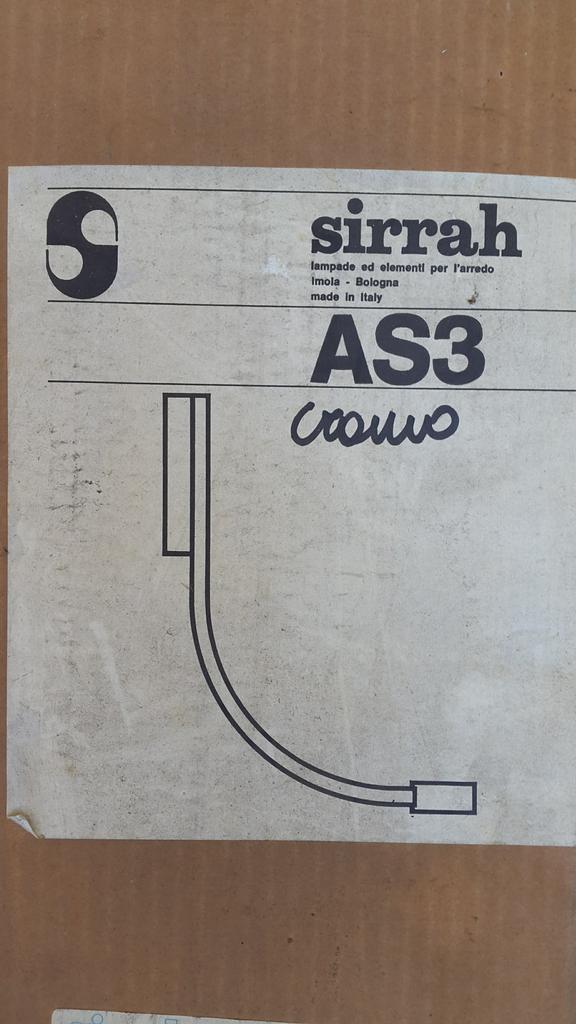 sirrah
lampade ed elementi per l'arredo
Imola - Bologna
made in Italy
AS3
cromo